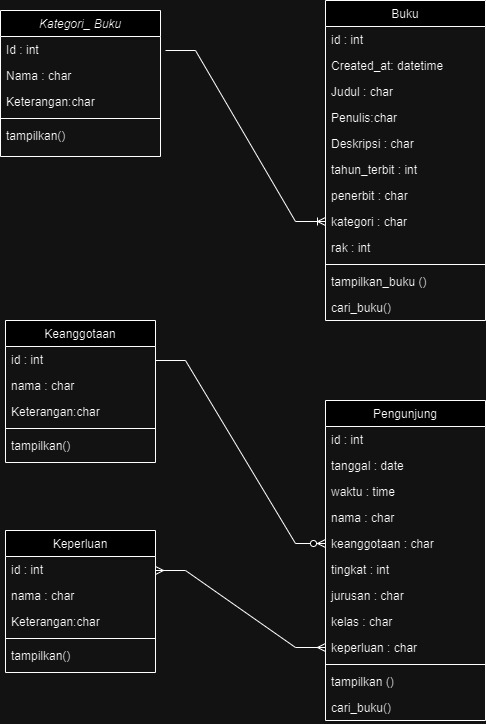 Kategori_ Buku
Id : int
Nama : char
Keterangan:char
tampilkan()
Buku
id : int
Created_at: datetime
Judul : char
Penulis:char
Deskripsi : char
tahun_terbit : int
penerbit : char
kategori : char
rak : int
tampilkan_buku ()
cari_buku()
Keanggotaan
id : int
nama : char
Keterangan:char
tampilkan()
Keperluan
id : int
nama : char
Keterangan:char
tampilkan()
Pengunjung
id : int
tanggal : date
waktu : time
nama : char
keanggotaan : char
tingkat : int
jurusan : char
kelas : char
keperluan : char
tampilkan ()
cari_buku()